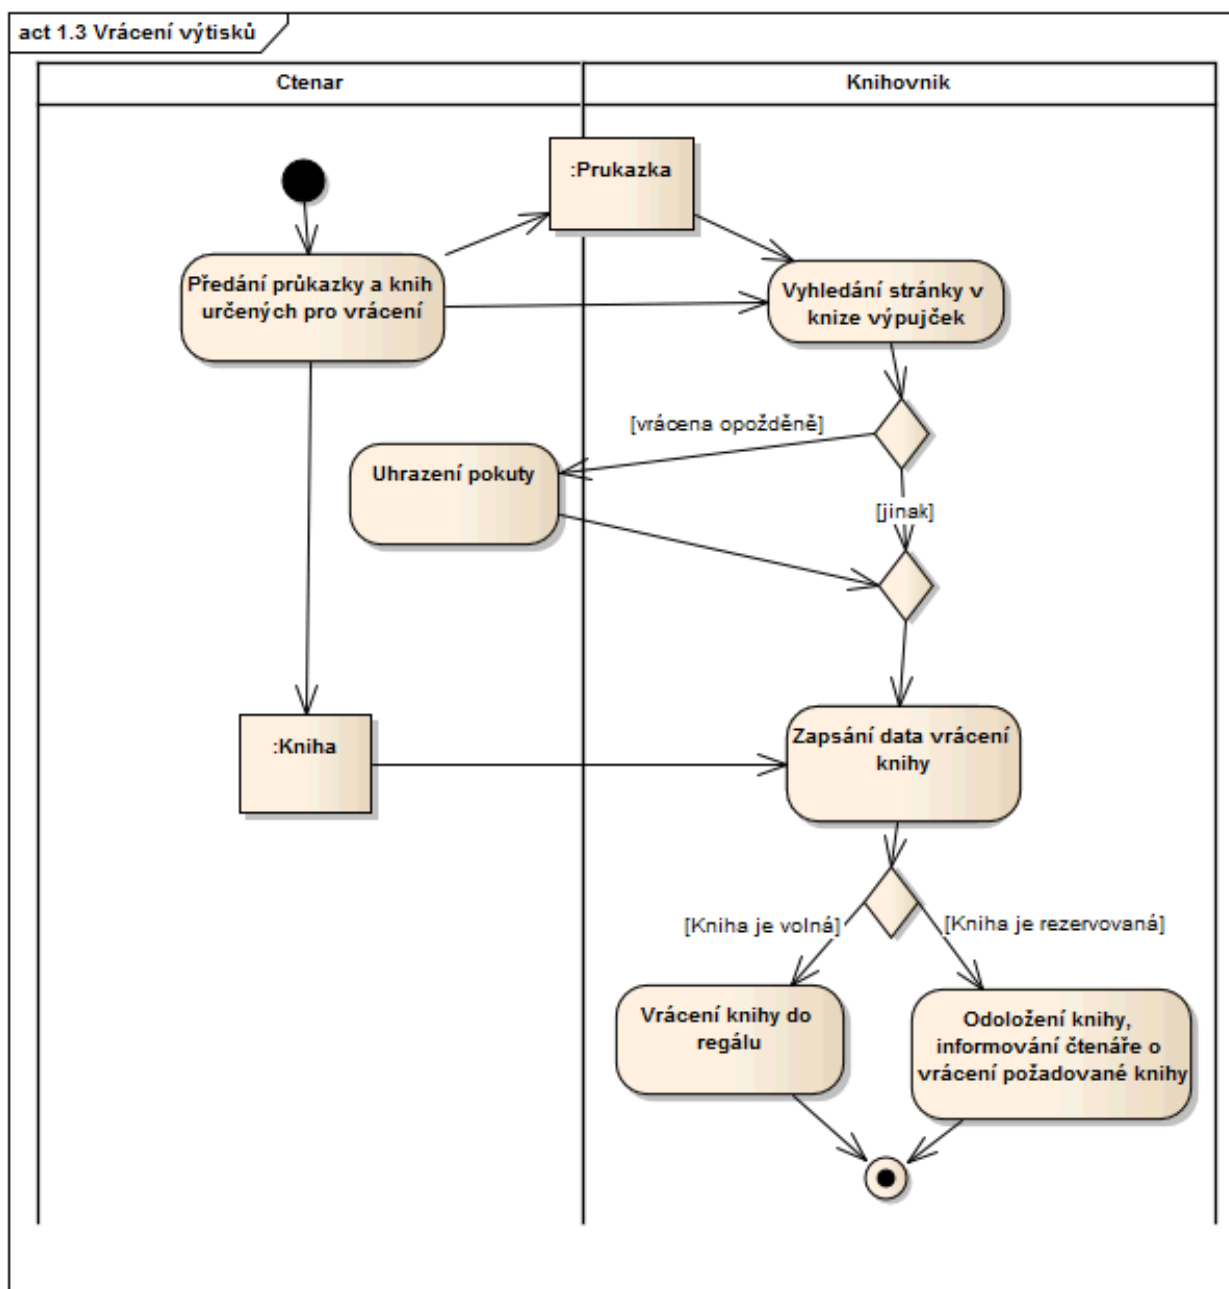 act 1.3 Vrácení výtisků
Ctenar
Knihovnik
:Prukazka
Předání průkazky a knih
určených pro vrácení
Vyhledání stránky v
knize výpujček
[vrácena opožděně]
Uhrazení pokuty
[jinak]
:Kniha
Zapsání data vrácení
knihy
[Kniha je volná]
[Kniha je rezervovaná]
Vrácení knihy do
regálu
Odoložení knihy,
informování čtenáře o
vrácení požadované knihy